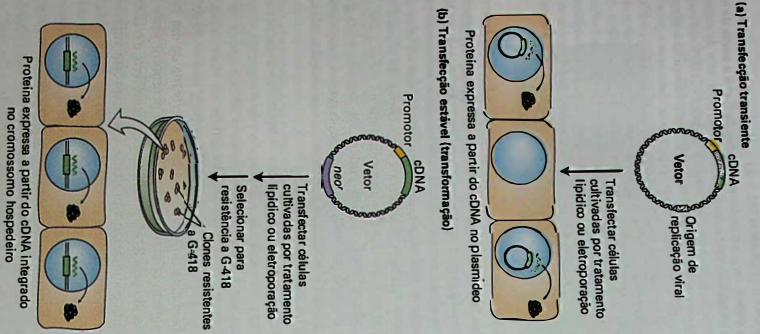 (a) Transfecção transiente
cDNA
Promotor
Vetor
Origem de
replicação viral
Transfectar células
cultivadas por tratamento
lipídico ou eletroporação
Proteína expressa a partir do cDNA no plasmídeo
(b) Transfecção estável (transformação)
cDNA
Promotor
Vetor
neoʳ
Transfectar células
cultivadas por tratamento
lipídico ou eletroporação
Selecionar para
resistência a G-418
Clones resistentes
a G-418
Proteína expressa a partir do cDNA integrado
no cromossomo hospedeiro